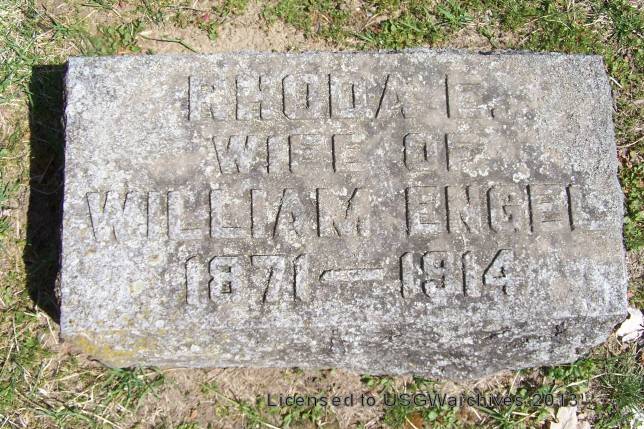 RHODA E.
WIFE OF
WILLIAM ENGEL
1871 — 1914
Licensed to USGWarchives 2013!